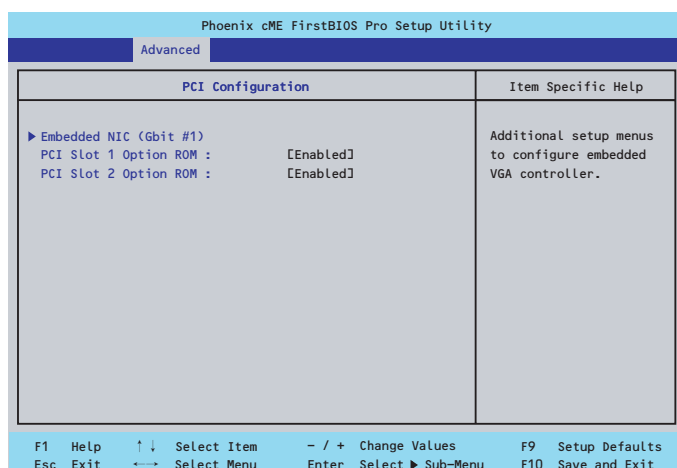 Phoenix cME FirstBIOS Pro Setup Utility
Advanced
PCI Configuration
Item Specific Help
▶ Embedded NIC (Gbit #1)
PCI Slot 1 Option ROM : [Enabled]
PCI Slot 2 Option ROM : [Enabled]
Additional setup menus
to configure embedded
VGA controller.
F1 Help ↑↓ Select Item - / + Change Values F9 Setup Defaults
Esc Exit ←→ Select Menu Enter Select ▶ Sub-Menu F10 Save and Exit